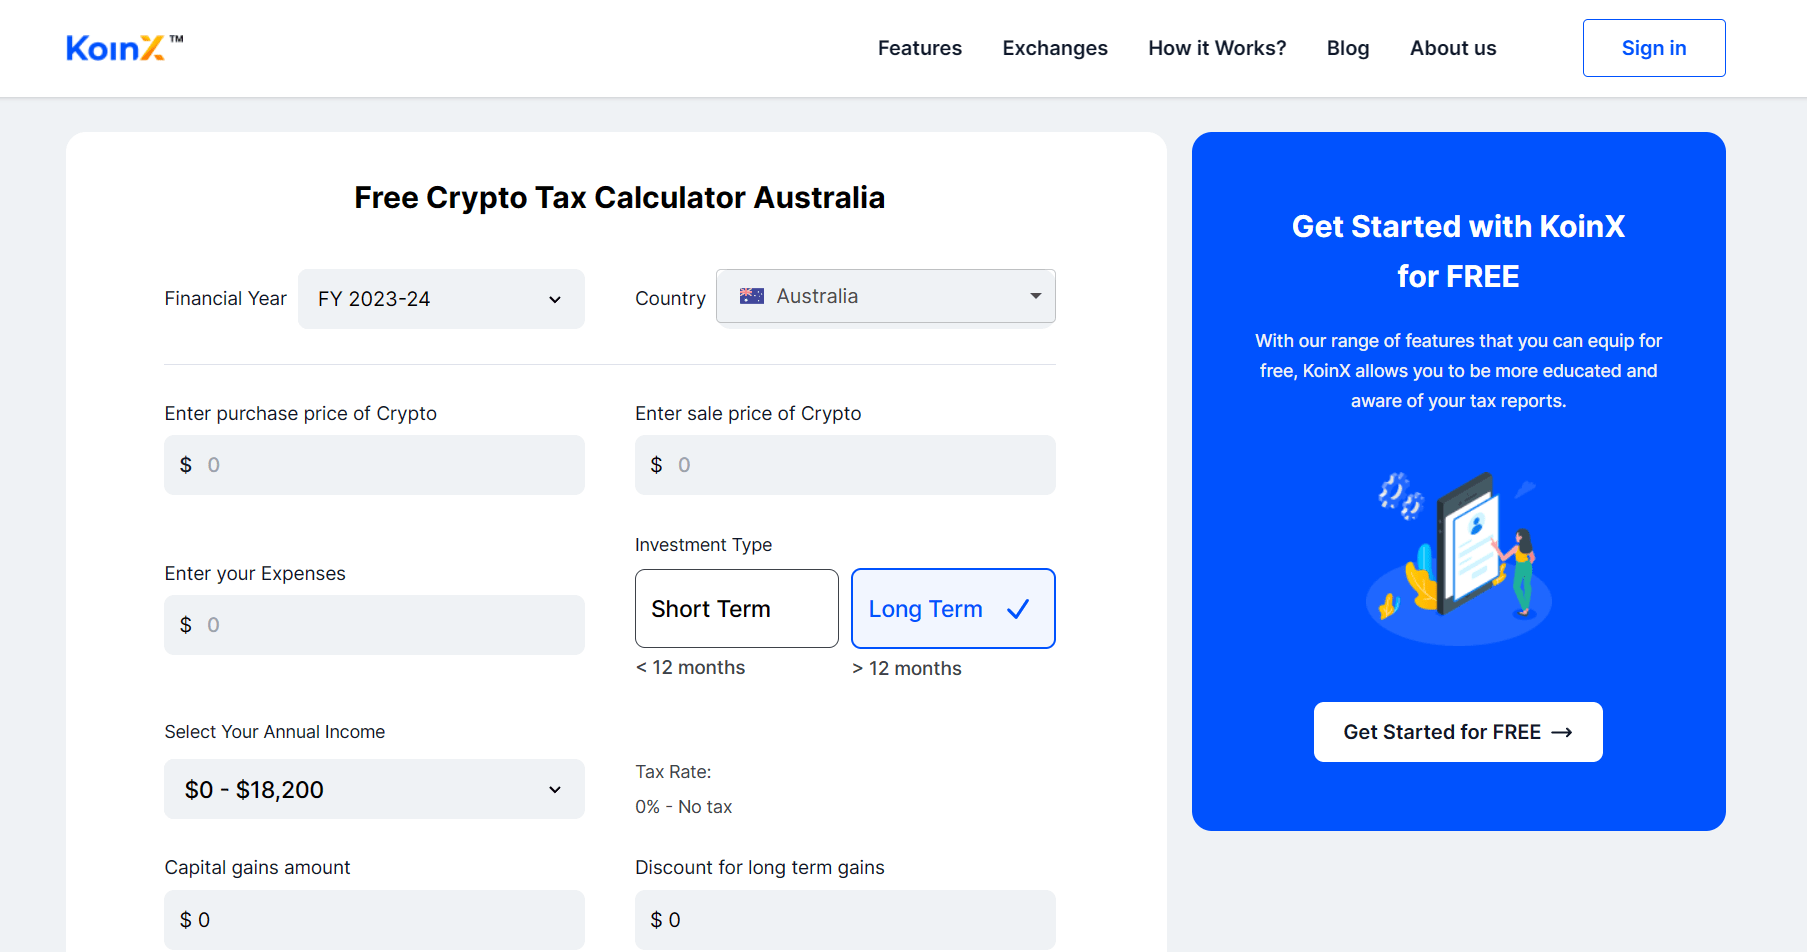 KoinX™
Features
Exchanges
How it Works?
Blog
About us
Sign in
Free Crypto Tax Calculator Australia
Financial Year
FY 2023-24
Country
Australia
Enter purchase price of Crypto
$ 0
Enter sale price of Crypto
$ 0
Enter your Expenses
$ 0
Investment Type
Short Term
< 12 months
Long Term
> 12 months
Select Your Annual Income
$0 - $18,200
Tax Rate:
0% - No tax
Capital gains amount
$ 0
Discount for long term gains
$ 0
Get Started with KoinX
for FREE
With our range of features that you can equip for
free, KoinX allows you to be more educated and
aware of your tax reports.
Get Started for FREE →